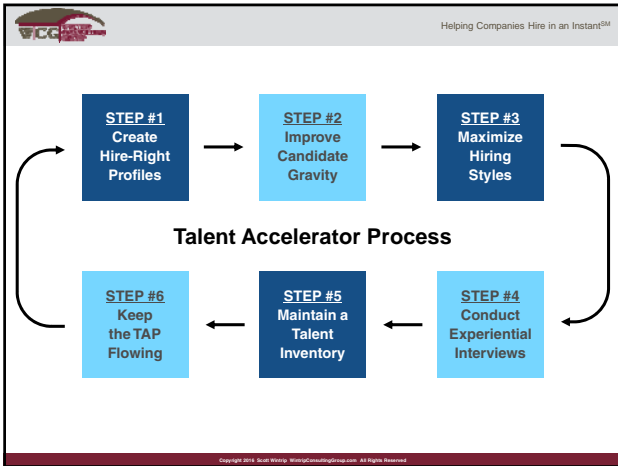 WCG
Helping Companies Hire in an Instant℠
STEP #1
Create
Hire-Right
Profiles
STEP #2
Improve
Candidate
Gravity
STEP #3
Maximize
Hiring
Styles
Talent Accelerator Process
STEP #6
Keep
the TAP
Flowing
STEP #5
Maintain a
Talent
Inventory
STEP #4
Conduct
Experiential
Interviews
Copyright 2016 Scott Wintrip WintripConsultingGroup.com All Rights Reserved